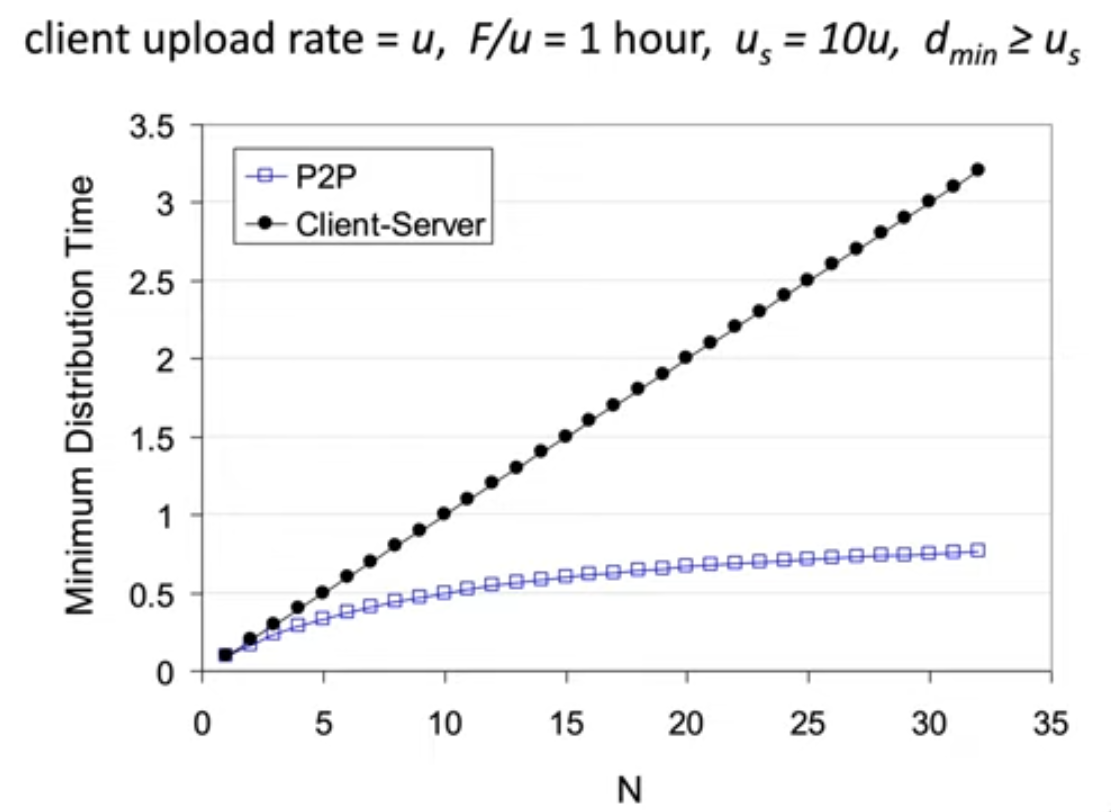 client upload rate = u, F/u = 1 hour, uₛ = 10u, dₘᵢₙ ≥ uₛ
3.5
3
2.5
2
1.5
1
0.5
0
P2P
Client-Server
Minimum Distribution Time
0 5 10 15 20 25 30 35
N